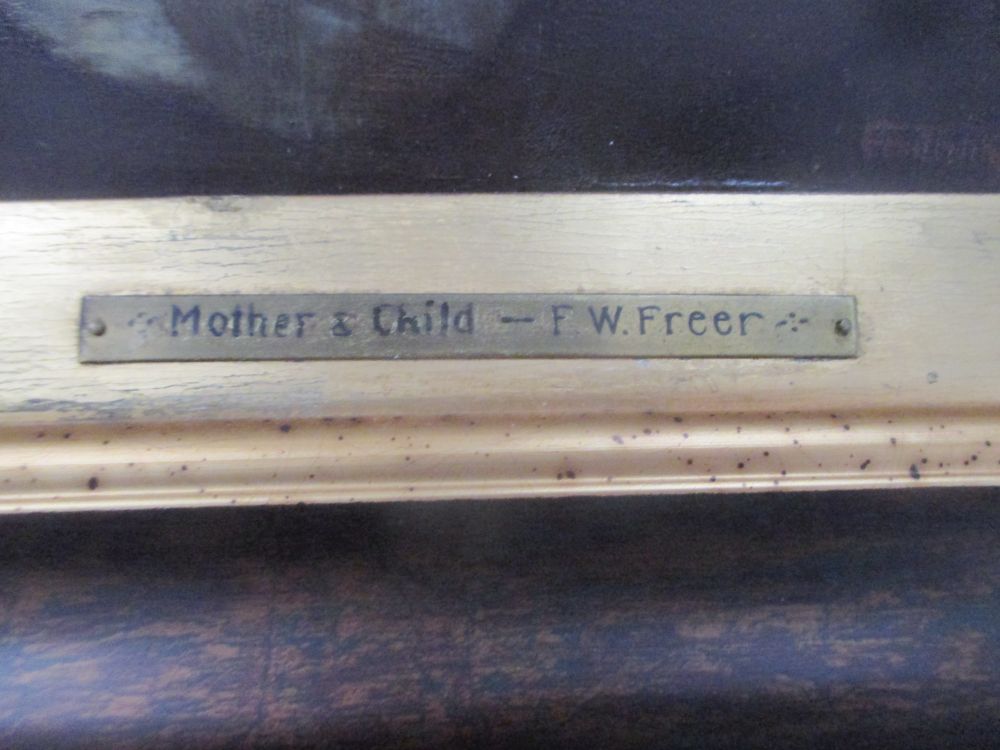 Mother & Child — F.W. Freer